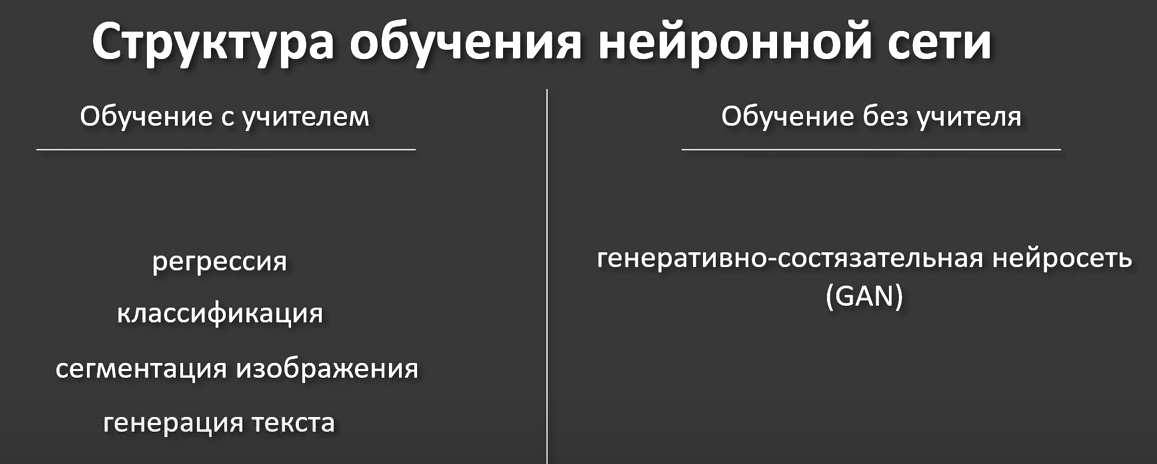 Структура обучения нейронной сети
Обучение с учителем
регрессия
классификация
сегментация изображения
генерация текста
Обучение без учителя
генеративно-состязательная нейросеть
(GAN)